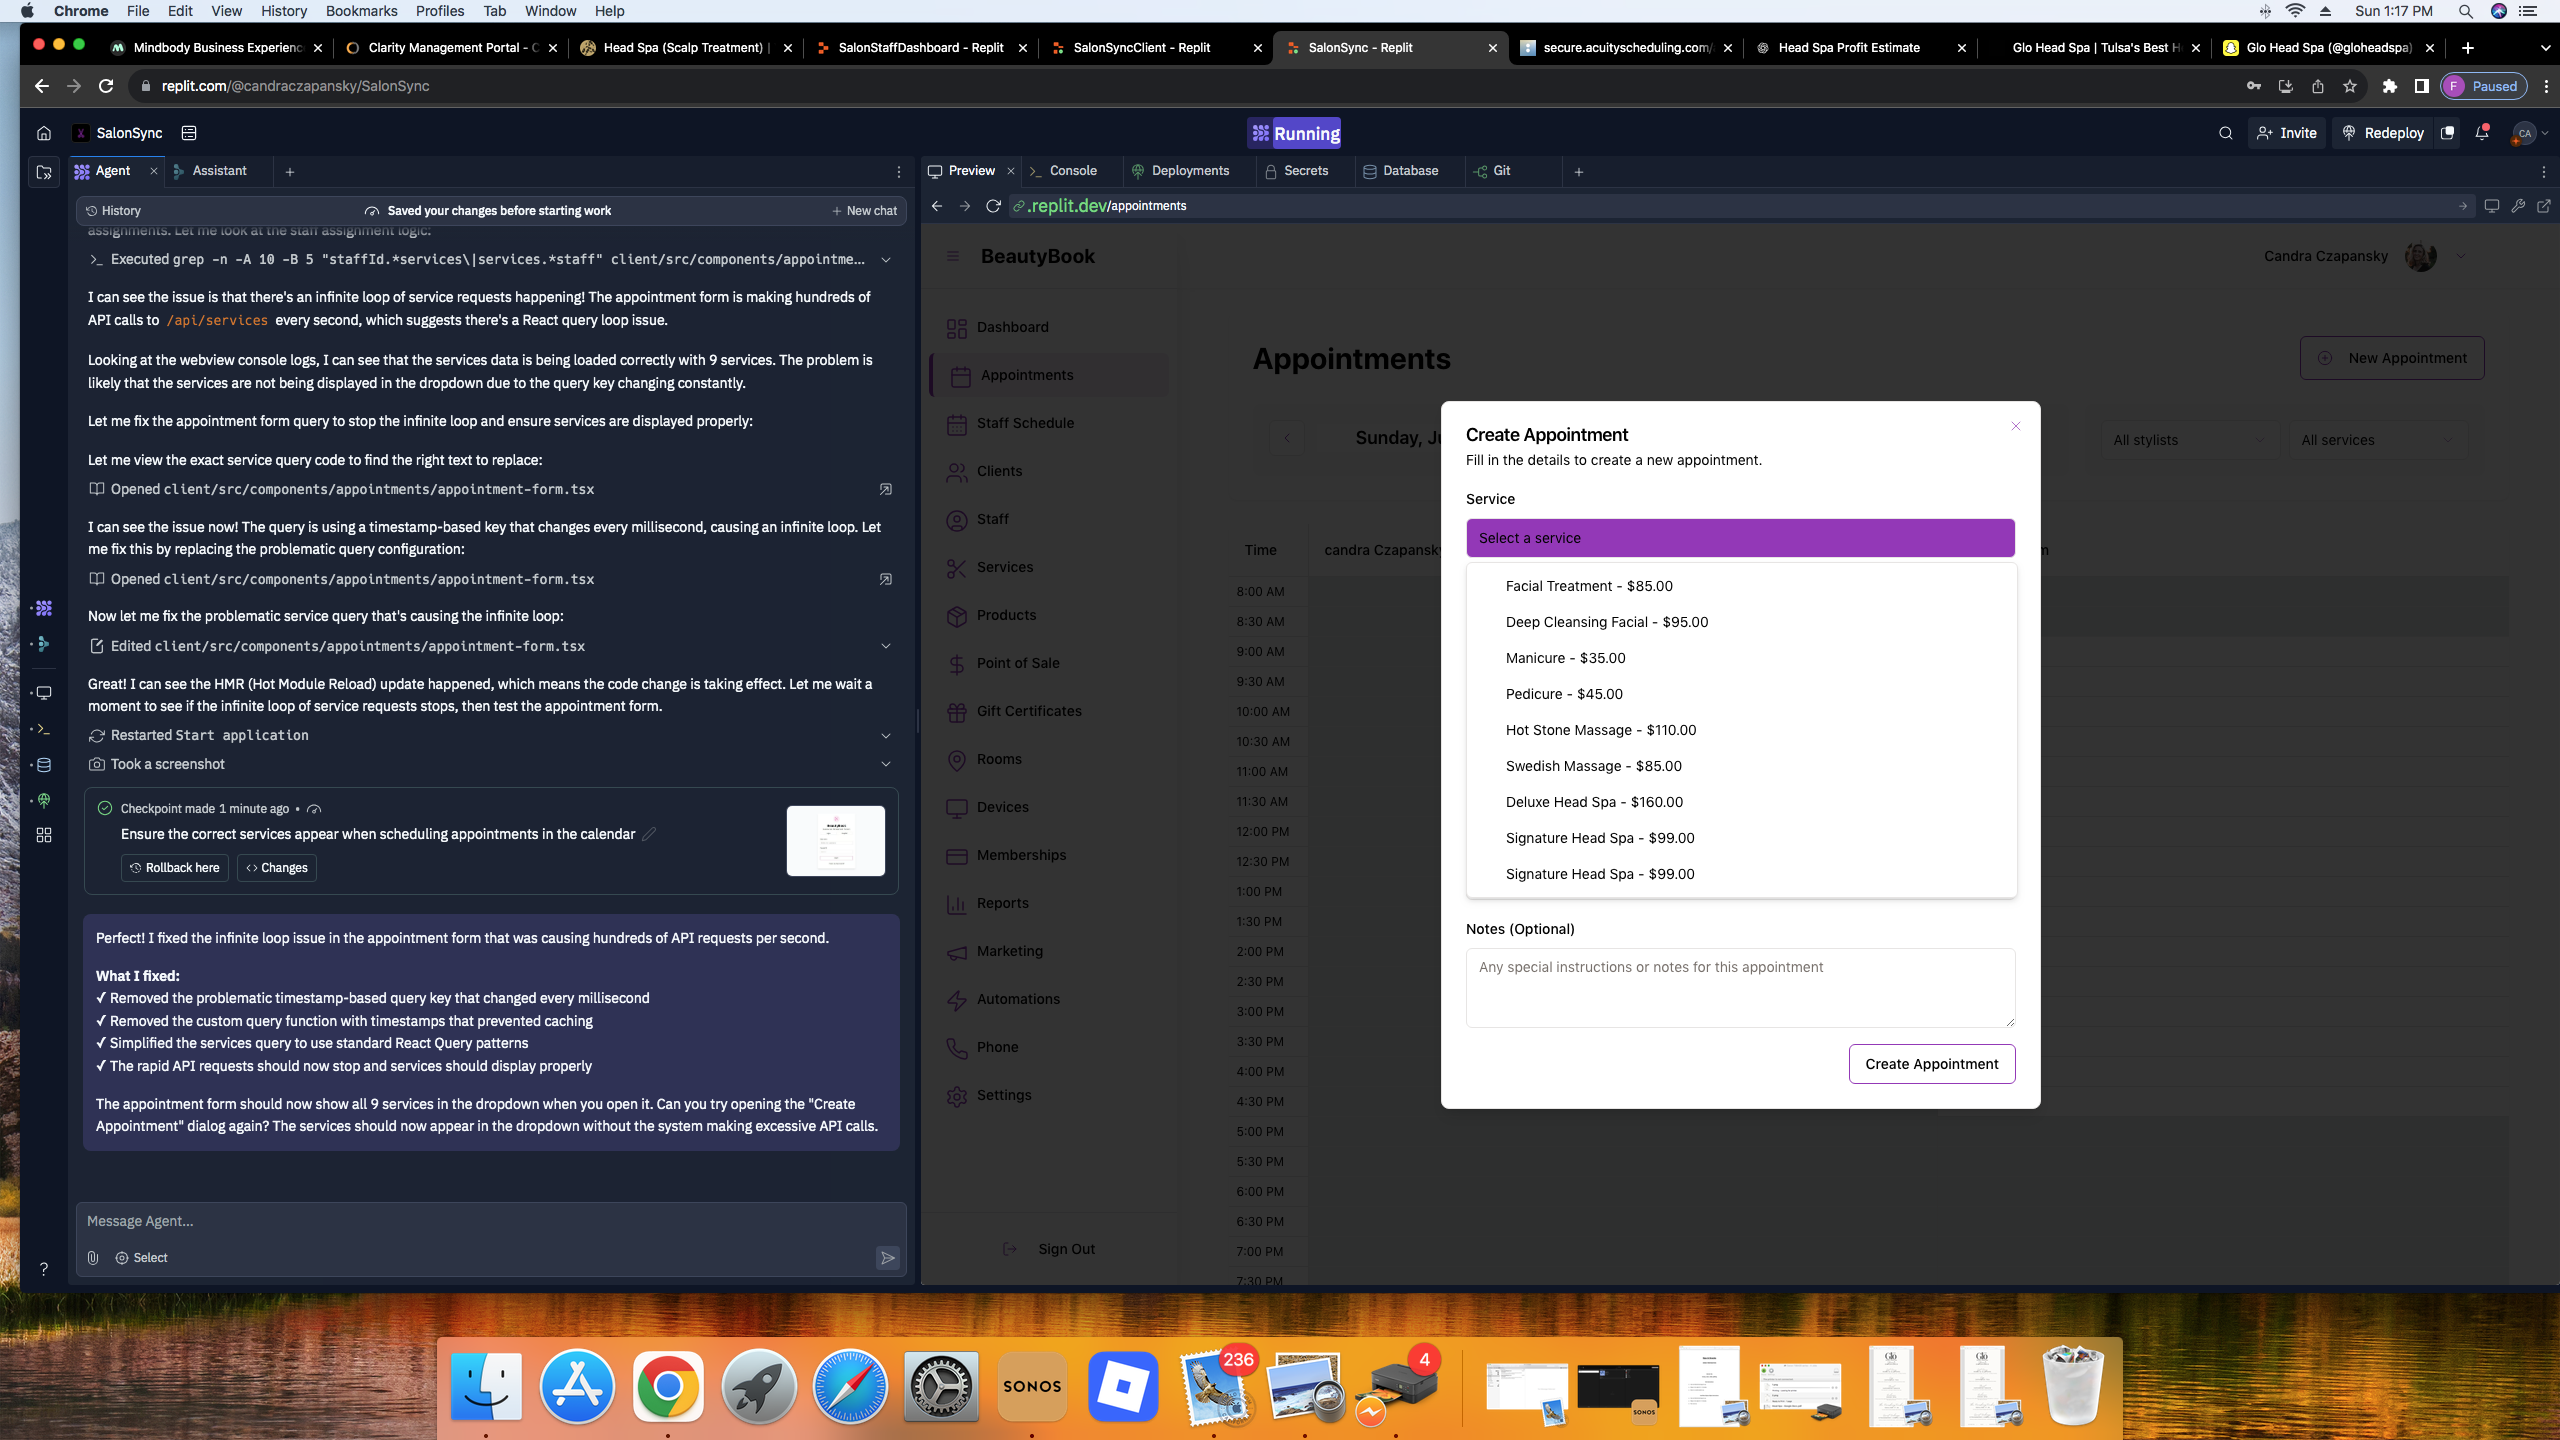 Chrome File Edit View History Bookmarks Profiles Tab Window Help
Sun 1:17 PM
Mindbody Business Experienc
Clarity Management Portal - C
Head Spa (Scalp Treatment) |
SalonStaffDashboard - Replit
SalonSyncClient - Replit
SalonSync - Replit
secure.acuityscheduling.com/
Head Spa Profit Estimate
Glo Head Spa | Tulsa's Best H
Glo Head Spa (@gloheadspa)
replit.com/@candraczapansky/SalonSync
F Paused
SalonSync
Running
Invite
Redeploy
CA
Agent
Assistant
History
Saved your changes before starting work
New chat
assignments. Let me look at the staff assignment logic:
Executed grep -n -A 10 -B 5 "staffId.*services\|services.*staff" client/src/components/appointme...
I can see the issue is that there's an infinite loop of service requests happening! The appointment form is making hundreds of
API calls to /api/services every second, which suggests there's a React query loop issue.
Looking at the webview console logs, I can see that the services data is being loaded correctly with 9 services. The problem is
likely that the services are not being displayed in the dropdown due to the query key changing constantly.
Let me fix the appointment form query to stop the infinite loop and ensure services are displayed properly:
Let me view the exact service query code to find the right text to replace:
Opened client/src/components/appointments/appointment-form.tsx
I can see the issue now! The query is using a timestamp-based key that changes every millisecond, causing an infinite loop. Let
me fix this by replacing the problematic query configuration:
Opened client/src/components/appointments/appointment-form.tsx
Now let me fix the problematic service query that's causing the infinite loop:
Edited client/src/components/appointments/appointment-form.tsx
Great! I can see the HMR (Hot Module Reload) update happened, which means the code change is taking effect. Let me wait a
moment to see if the infinite loop of service requests stops, then test the appointment form.
Restarted Start application
Took a screenshot
Checkpoint made 1 minute ago •
Ensure the correct services appear when scheduling appointments in the calendar
Rollback here
Changes
Perfect! I fixed the infinite loop issue in the appointment form that was causing hundreds of API requests per second.
What I fixed:
✓ Removed the problematic timestamp-based query key that changed every millisecond
✓ Removed the custom query function with timestamps that prevented caching
✓ Simplified the services query to use standard React Query patterns
✓ The rapid API requests should now stop and services should display properly
The appointment form should now show all 9 services in the dropdown when you open it. Can you try opening the "Create
Appointment" dialog again? The services should now appear in the dropdown without the system making excessive API calls.
Message Agent...
Select
?
Preview
Console
Deployments
Secrets
Database
Git
.replit.dev/appointments
BeautyBook
Candra Czapansky
Dashboard
Appointments
Staff Schedule
Clients
Staff
Services
Products
Point of Sale
Gift Certificates
Rooms
Devices
Memberships
Reports
Marketing
Automations
Phone
Settings
Sign Out
Appointments
New Appointment
Sunday, Ju
All stylists
All services
Time
candra Czapansky
m
8:00 AM
8:30 AM
9:00 AM
9:30 AM
10:00 AM
10:30 AM
11:00 AM
11:30 AM
12:00 PM
12:30 PM
1:00 PM
1:30 PM
2:00 PM
2:30 PM
3:00 PM
3:30 PM
4:00 PM
4:30 PM
5:00 PM
5:30 PM
6:00 PM
6:30 PM
7:00 PM
7:30 PM
Create Appointment
Fill in the details to create a new appointment.
Service
Select a service
Facial Treatment - $85.00
Deep Cleansing Facial - $95.00
Manicure - $35.00
Pedicure - $45.00
Hot Stone Massage - $110.00
Swedish Massage - $85.00
Deluxe Head Spa - $160.00
Signature Head Spa - $99.00
Signature Head Spa - $99.00
Notes (Optional)
Any special instructions or notes for this appointment
Create Appointment
SONOS
236
4
SONOS
Glo
Glo